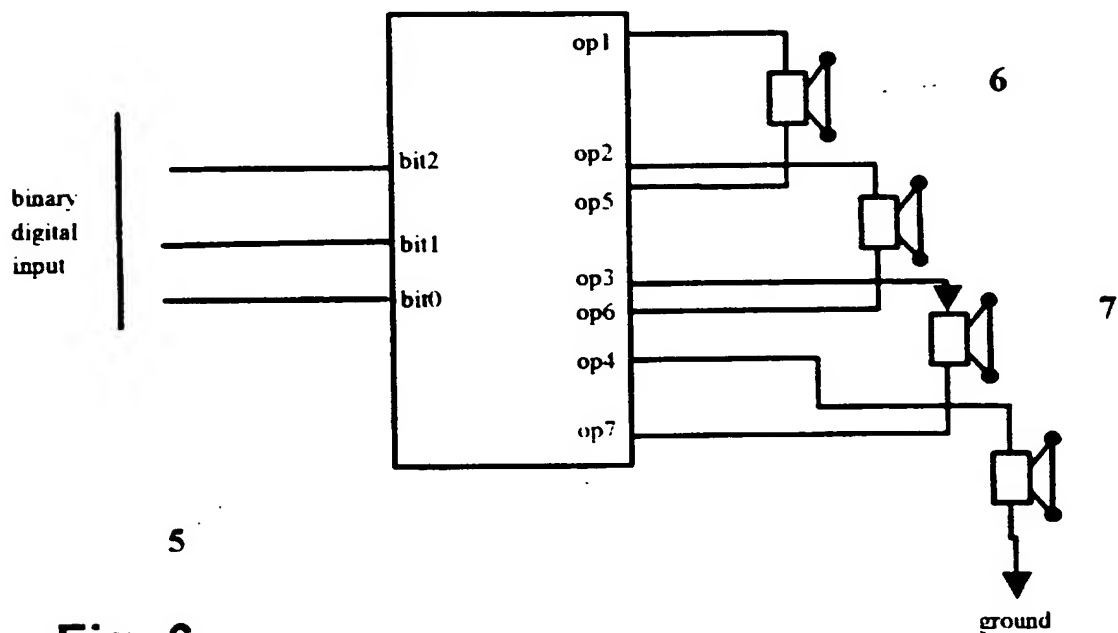 op1
6
bit2
op2
binary
digital
input
op5
bit1
op3
bit0
op6
7
op4
op7
5
ground